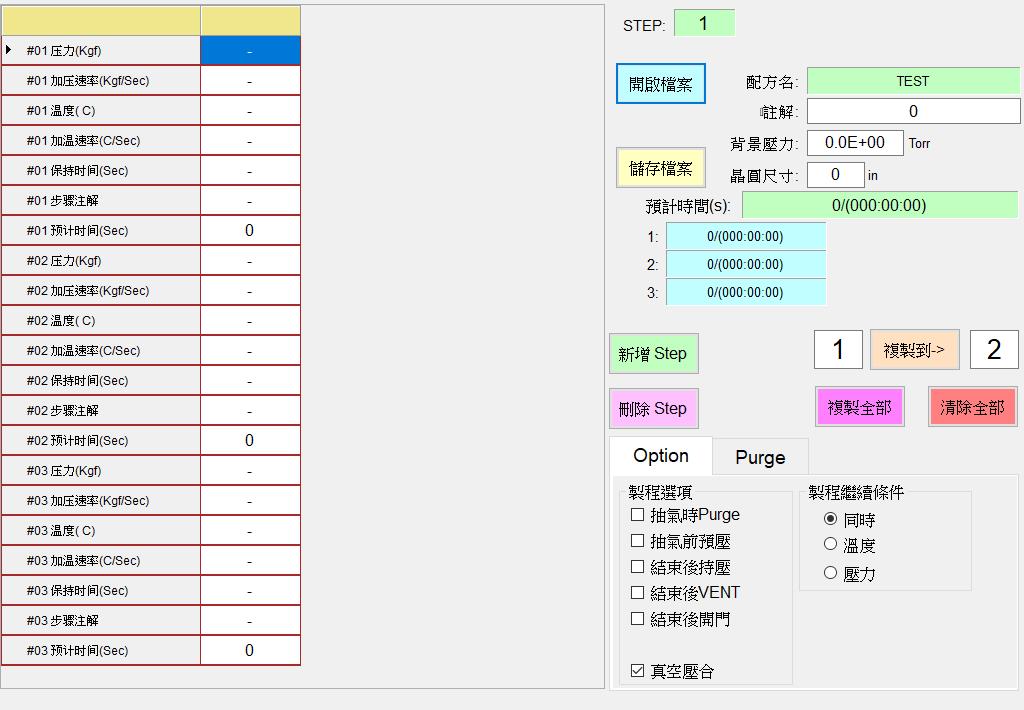 #01 压力(Kgf) -
#01 加压速率(Kgf/Sec) -
#01 温度( C) -
#01 加温速率(C/Sec) -
#01 保持时间(Sec) -
#01 步骤注解 -
#01 预计时间(Sec) 0
#02 压力(Kgf) -
#02 加压速率(Kgf/Sec) -
#02 温度( C) -
#02 加温速率(C/Sec) -
#02 保持时间(Sec) -
#02 步骤注解 -
#02 预计时间(Sec) 0
#03 压力(Kgf) -
#03 加压速率(Kgf/Sec) -
#03 温度( C) -
#03 加温速率(C/Sec) -
#03 保持时间(Sec) -
#03 步骤注解 -
#03 预计时间(Sec) 0
STEP: 1
開啟檔案
配方名: TEST
註解: 0
背景壓力: 0.0E+00 Torr
儲存檔案
晶圓尺寸: 0 in
預計時間(s): 0/(000:00:00)
1: 0/(000:00:00)
2: 0/(000:00:00)
3: 0/(000:00:00)
新增 Step
1 複製到-> 2
刪除 Step
複製全部 清除全部
Option Purge
製程選項
抽氣時Purge
抽氣前預壓
結束後持壓
結束後VENT
結束後開門
真空壓合
製程繼續條件
同時
溫度
壓力